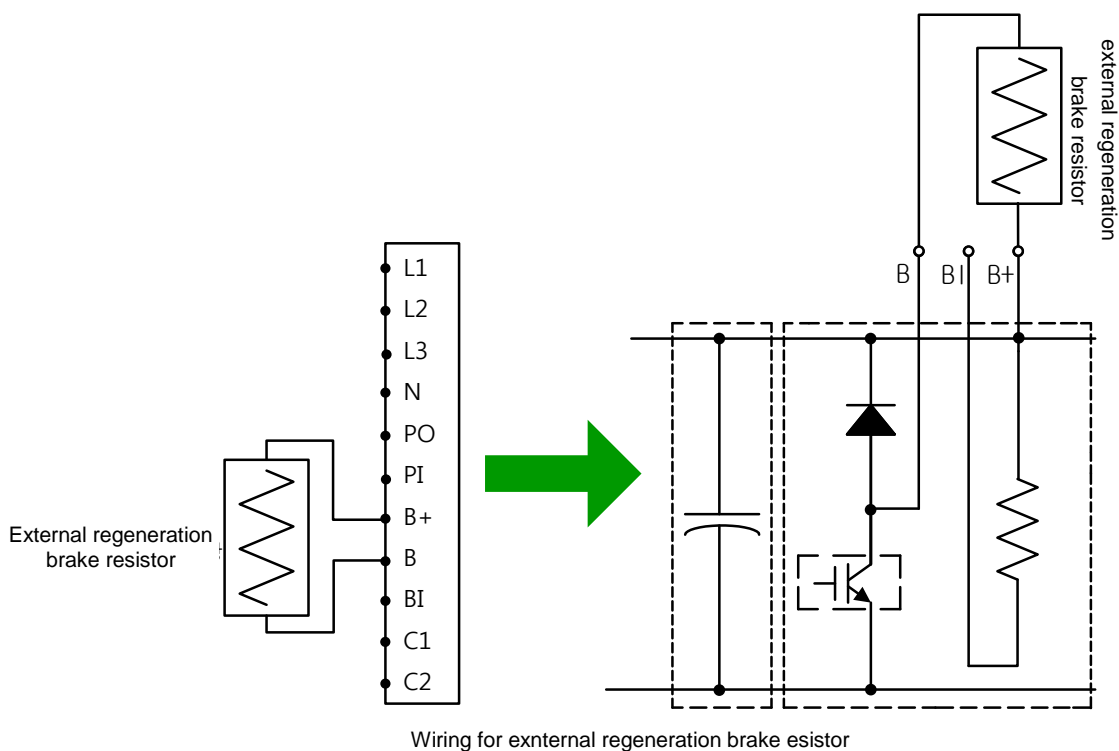 external regeneration
brake resistor
B BI B+
L1
L2
L3
N
PO
PI
B+
B
BI
C1
C2
External regeneration
brake resistor
Wiring for exnternal regeneration brake esistor